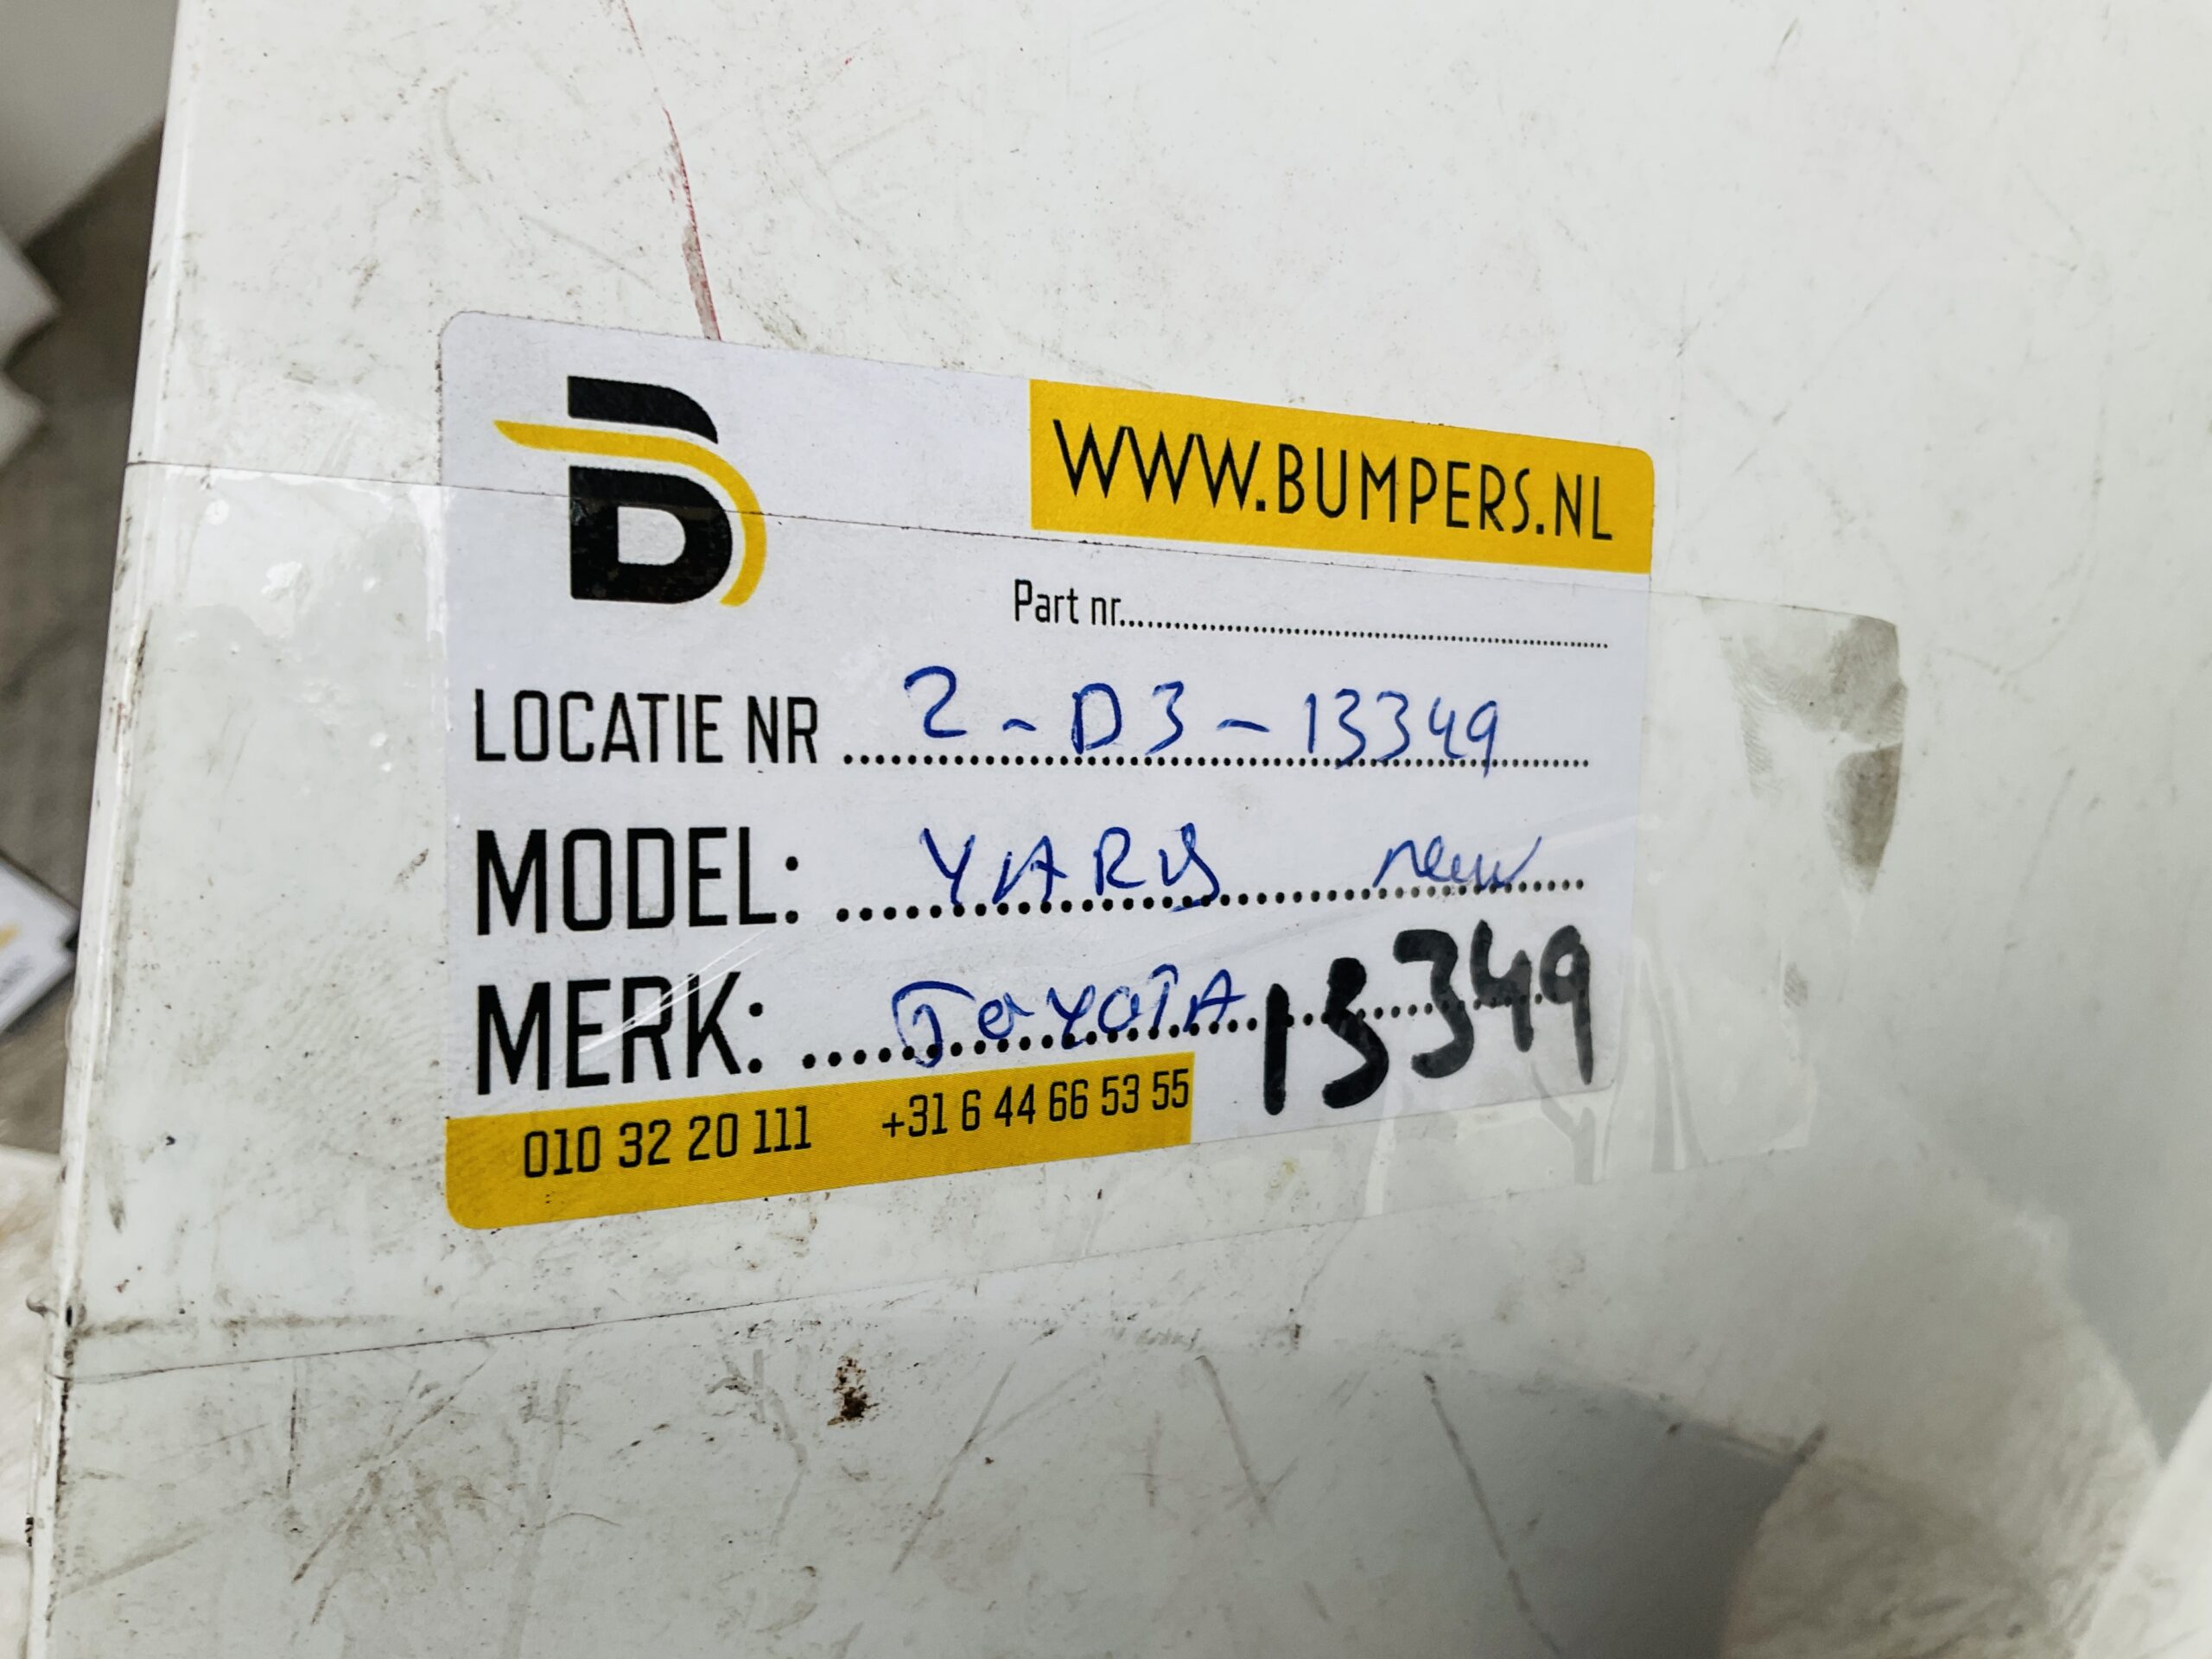 B
WWW.BUMPERS.NL
Part nr........................
LOCATIE NR 2-D3-13349
MODEL: YARIS new
MERK: TOYOTA 13349
010 32 20 111 +31 6 44 66 53 55